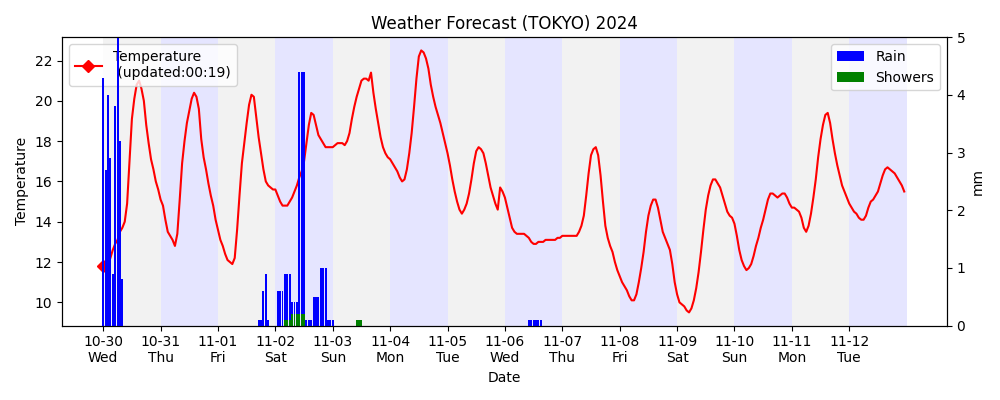 Weather Forecast (TOKYO) 2024
Temperature
(updated:00:19)
Rain
Showers
Temperature
22
20
18
16
14
12
10
5
4
3
2
1
0
mm
10-30 10-31 11-01 11-02 11-03 11-04 11-05 11-06 11-07 11-08 11-09 11-10 11-11 11-12
Wed Thu Fri Sat Sun Mon Tue Wed Thu Fri Sat Sun Mon Tue
Date